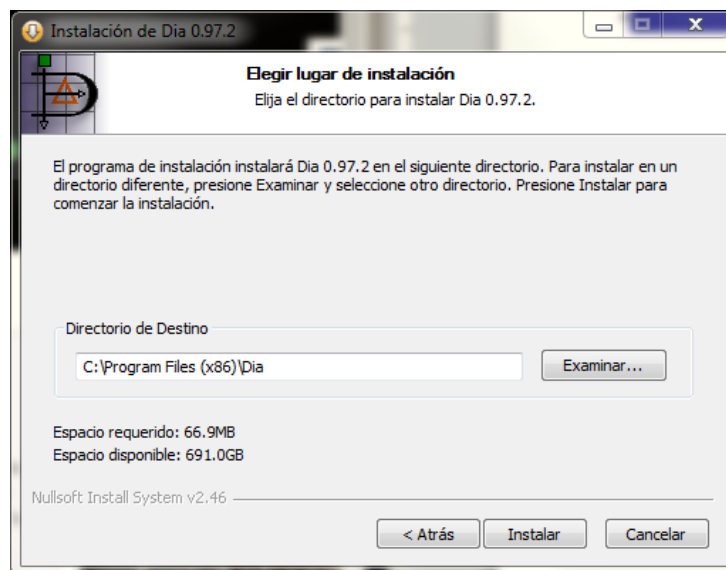 Instalación de Dia 0.97.2
Elegir lugar de instalación
Elija el directorio para instalar Dia 0.97.2.
El programa de instalación instalará Dia 0.97.2 en el siguiente directorio. Para instalar en un
directorio diferente, presione Examinar y seleccione otro directorio. Presione Instalar para
comenzar la instalación.
Directorio de Destino
C:\Program Files (x86)\Dia
Examinar...
Espacio requerido: 66.9MB
Espacio disponible: 691.0GB
Nullsoft Install System v2.46
< Atrás
Instalar
Cancelar